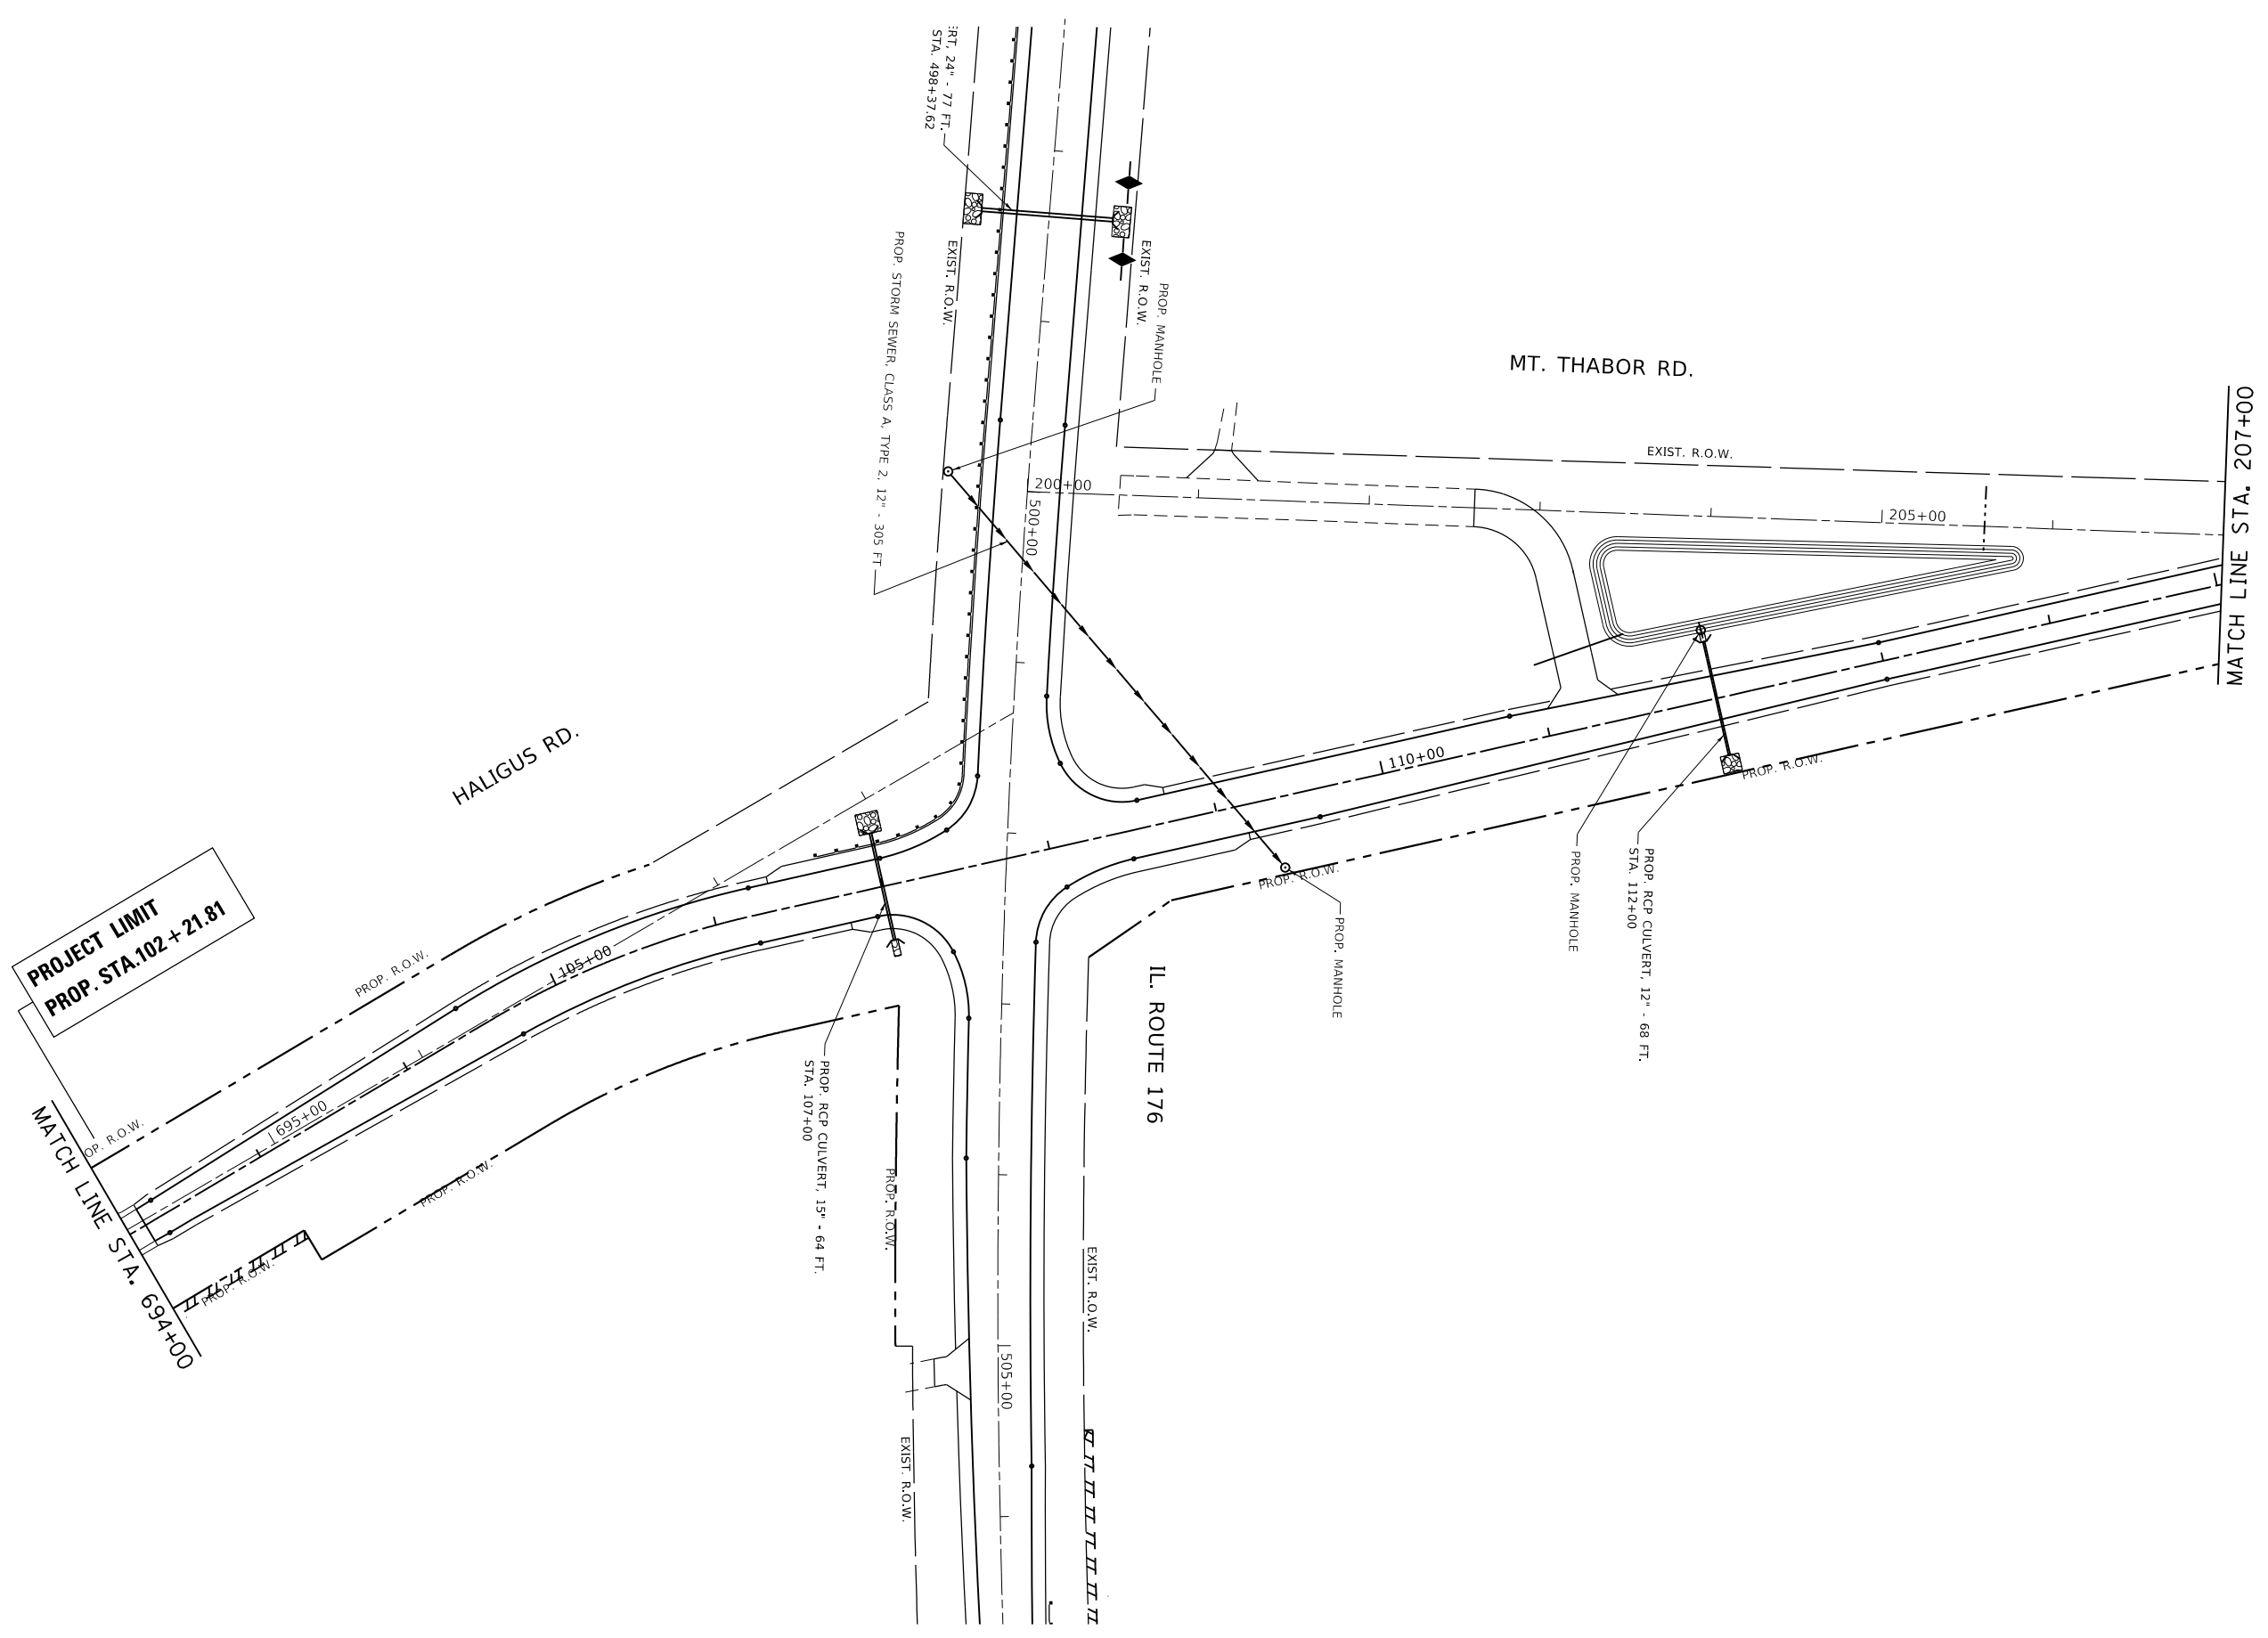 :RT, 24" - 77 FT.
STA. 498+37.62
EXIST. R.O.W.
EXIST. R.O.W.
PROP. MANHOLE
PROP. STORM SEWER, CLASS A, TYPE 2, 12" - 305 FT
MT. THABOR RD.
EXIST. R.O.W.
200+00
500+00
205+00
MATCH LINE STA. 207+00
HALIGUS RD.
110+00
PROP. R.O.W.
PROP. R.O.W.
PROP. MANHOLE
PROP. RCP CULVERT, 12" - 68 FT.
STA. 112+00
PROP. MANHOLE
PROJECT LIMIT
PROP. STA.102+21.81
PROP. R.O.W.
105+00
IL. ROUTE 176
PROP. RCP CULVERT, 15" - 64 FT.
STA. 107+00
695+00
OP. R.O.W.
MATCH LINE STA. 694+00
PROP. R.O.W.
PROP. R.O.W.
PROP. R.O.W.
EXIST. R.O.W.
505+00
EXIST. R.O.W.